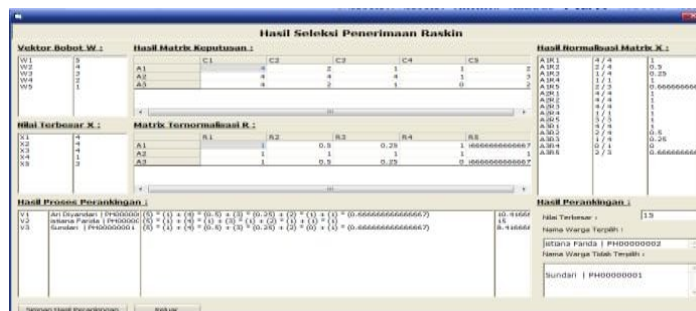 Hasil Seleksi Penerimaan Raskin
Vektor Bobot W :
W1 5
W2 4
W3 3
W4 2
W5 1
Hasil Matrix Keputusan :
C1 C2 C3 C4 C5
A1 4 2 1 1 2
A2 4 4 4 1 3
A3 4 2 1 0 2
Hasil Normalisasi Matrix X :
A1R1 4 / 4 1
A1R2 2 / 4 0.5
A1R3 1 / 4 0.25
A1R4 1 / 1 1
A1R5 2 / 3 0.666666666
A2R1 4 / 4 1
A2R2 4 / 4 1
A2R3 4 / 4 1
A2R4 1 / 1 1
A2R5 3 / 3 1
A3R1 4 / 4 1
A3R2 2 / 4 0.5
A3R3 1 / 4 0.25
A3R4 0 / 1 0
A3R5 2 / 3 0.666666666
Nilai Terbesar X :
X1 4
X2 4
X3 4
X4 1
X5 3
Matrix Ternormalisasi R :
R1 R2 R3 R4 R5
A1 1 0.5 0.25 1
A2 1 1 1 1 1
A3 1 0.5 0.25 0
Hasil Proses Perankingan :
V1 Ari Diyandari | (5) * (1) + (4) * (0.5) + (3) * (0.25) + (2) * (1) + (1) * (0.666666666666667) 10.41666
V2 Istiana Farida | (5) * (1) + (4) * (1) + (3) * (1) + (2) * (1) + (1) * (1) 15
V3 Sundari | PH00000001 (5) * (1) + (4) * (0.5) + (3) * (0.25) + (2) * (0) + (1) * (0.666666666666667) 8.41666
Hasil Perankingan :
Nilai Terbesar : 15
Nama Warga Terpilih :
Istiana Farida | PH00000002
Nama Warga Tidak Terpilih :
Sundari | PH00000001
Simpan Hasil Perankingan Keluar